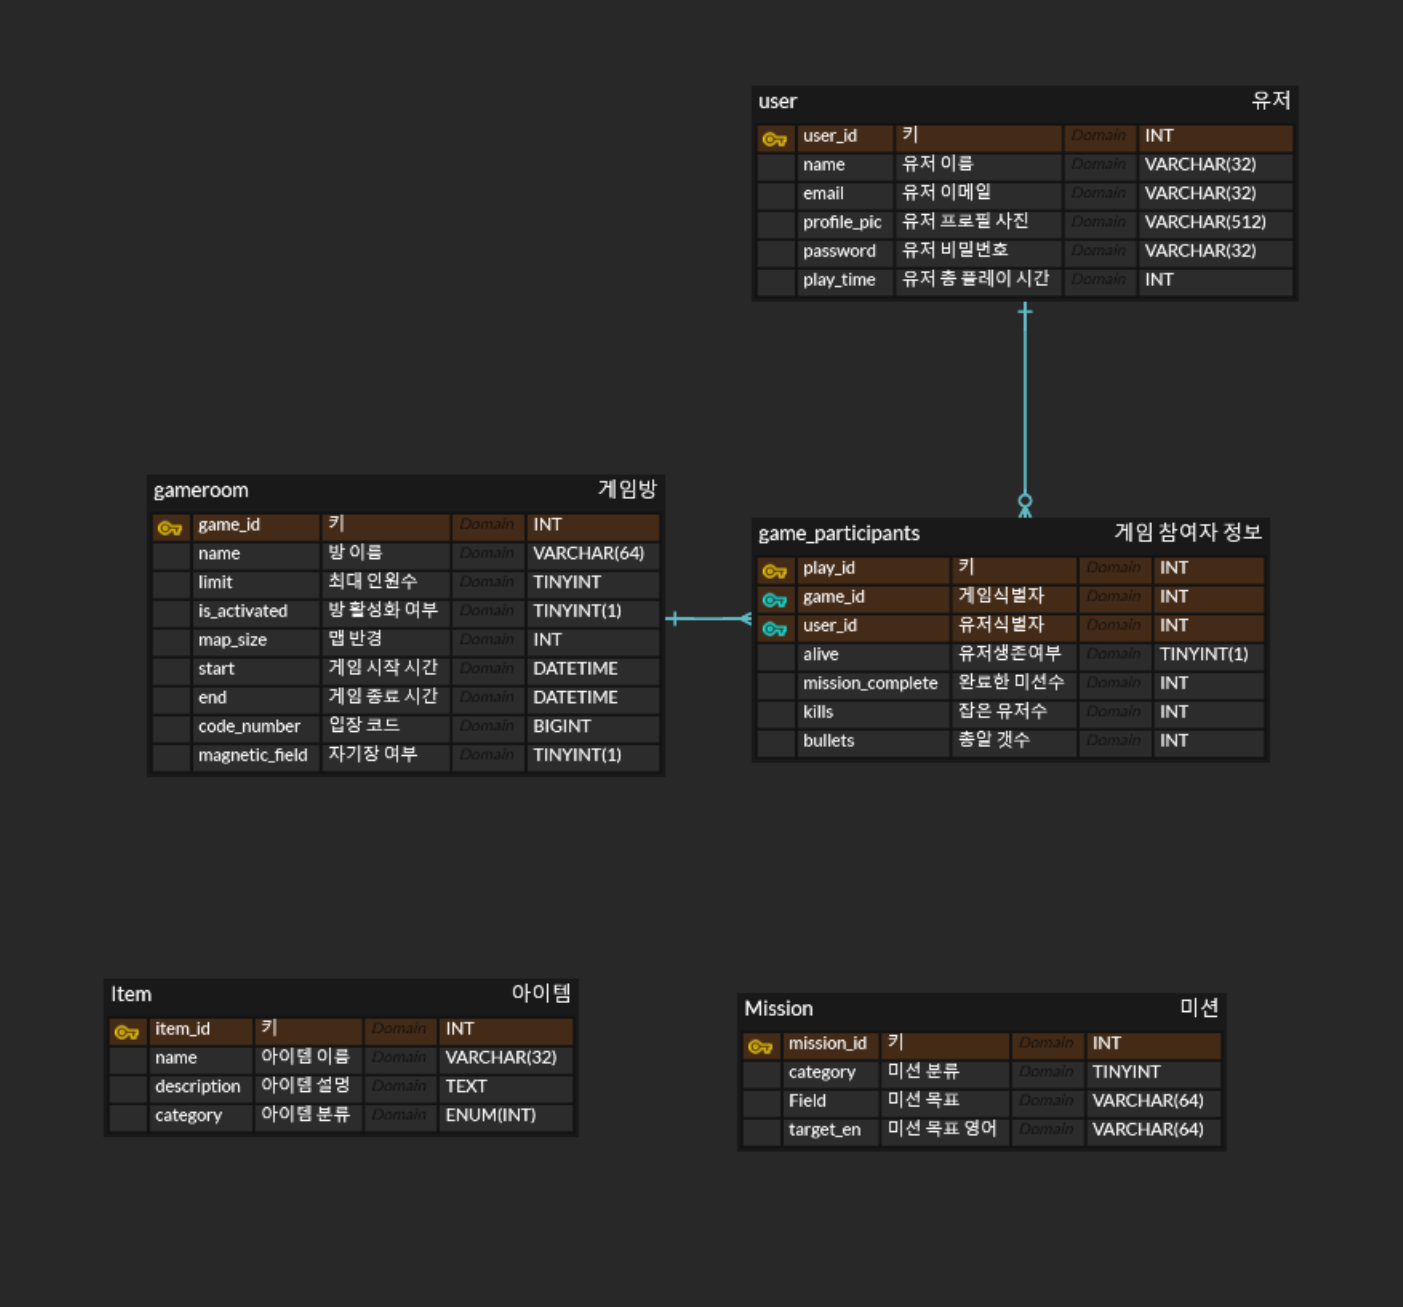 user 유저
user_id 키 Domain INT
name 유저 이름 Domain VARCHAR(32)
email 유저 이메일 Domain VARCHAR(32)
profile_pic 유저 프로필 사진 Domain VARCHAR(512)
password 유저 비밀번호 Domain VARCHAR(32)
play_time 유저 총 플레이 시간 Domain INT
gameroom 게임방
game_id 키 Domain INT
name 방 이름 Domain VARCHAR(64)
limit 최대 인원수 Domain TINYINT
is_activated 방 활성화 여부 Domain TINYINT(1)
map_size 맵 반경 Domain INT
start 게임 시작 시간 Domain DATETIME
end 게임 종료 시간 Domain DATETIME
code_number 입장 코드 Domain BIGINT
magnetic_field 자기장 여부 Domain TINYINT(1)
game_participants 게임 참여자 정보
play_id 키 Domain INT
game_id 게임식별자 Domain INT
user_id 유저식별자 Domain INT
alive 유저생존여부 Domain TINYINT(1)
mission_complete 완료한 미션수 Domain INT
kills 잡은 유저수 Domain INT
bullets 총알 갯수 Domain INT
Item 아이템
item_id 키 Domain INT
name 아이템 이름 Domain VARCHAR(32)
description 아이템 설명 Domain TEXT
category 아이템 분류 Domain ENUM(INT)
Mission 미션
mission_id 키 Domain INT
category 미션 분류 Domain TINYINT
Field 미션 목표 Domain VARCHAR(64)
target_en 미션 목표 영어 Domain VARCHAR(64)